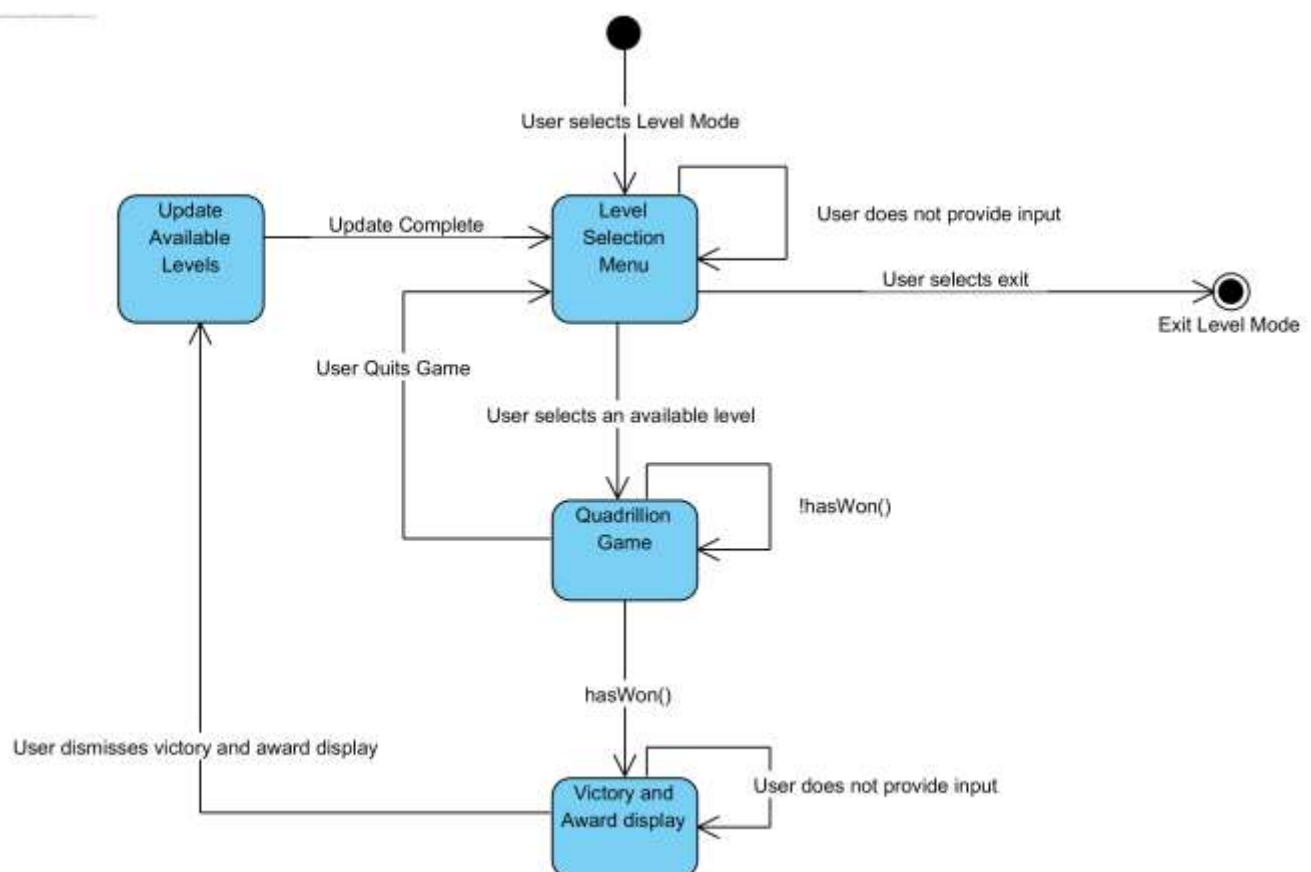 User selects Level Mode
Update
Available
Levels
Update Complete
Level
Selection
Menu
User does not provide input
User selects exit
Exit Level Mode
User Quits Game
User selects an available level
Quadrillion
Game
!hasWon()
hasWon()
User dismisses victory and award display
Victory and
Award display
User does not provide input